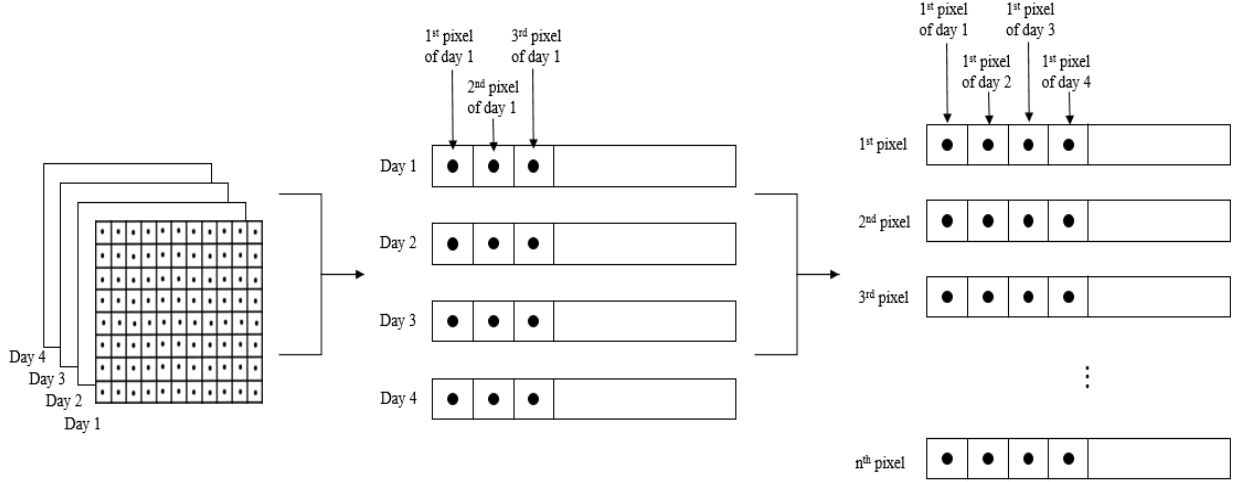 Day 4
Day 3
Day 2
Day 1
1st pixel
of day 1
3rd pixel
of day 1
2nd pixel
of day 1
Day 1
Day 2
Day 3
Day 4
1st pixel
of day 1
1st pixel
of day 3
1st pixel
of day 2
1st pixel
of day 4
1st pixel
2nd pixel
3rd pixel
⋮
nth pixel